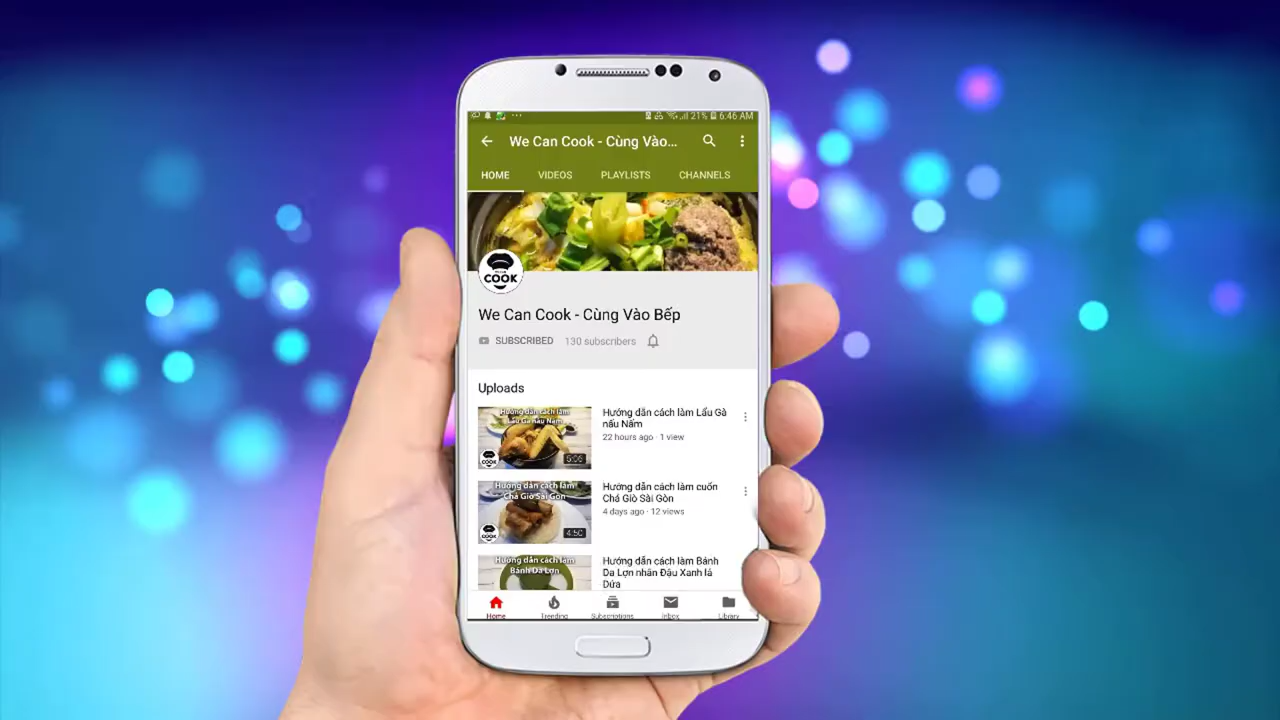 21% 6:46 AM
We Can Cook - Cùng Vào...
HOME VIDEOS PLAYLISTS CHANNELS
COOK
We Can Cook - Cùng Vào Bếp
SUBSCRIBED 130 subscribers
Uploads
Hướng dẫn cách làm
Lẩu Gà nấu Nấm
COOK
5:06
Hướng dẫn cách làm Lẩu Gà
nấu Nấm
22 hours ago · 1 view
Hướng dẫn cách làm
Chả Giò Sài Gòn
COOK
4:50
Hướng dẫn cách làm cuốn
Chả Giò Sài Gòn
4 days ago · 12 views
Hướng dẫn cách làm
Bánh Da Lợn
Hướng dẫn cách làm Bánh
Da Lợn nhân Đậu Xanh lá
Dứa
Home Trending Subscriptions Inbox Library